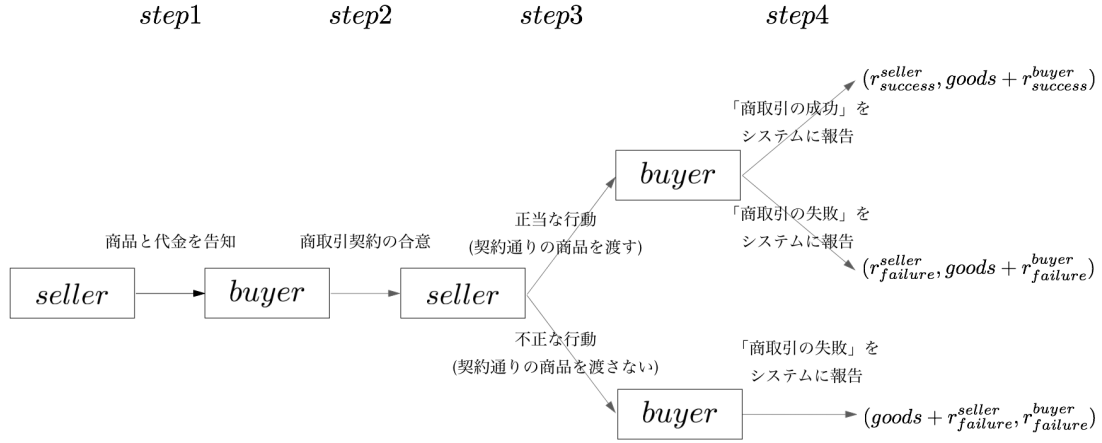 step1
step2
step3
step4
商品と代金を告知
商取引契約の合意
正当な行動
(契約通りの商品を渡す)
不正な行動
(契約通りの商品を渡さない)
「商取引の成功」を
システムに報告
「商取引の失敗」を
システムに報告
「商取引の失敗」を
システムに報告
seller
buyer
seller
buyer
buyer
(r^{seller}_{success}, goods + r^{buyer}_{success})
(r^{seller}_{failure}, goods + r^{buyer}_{failure})
(goods + r^{seller}_{failure}, r^{buyer}_{failure})